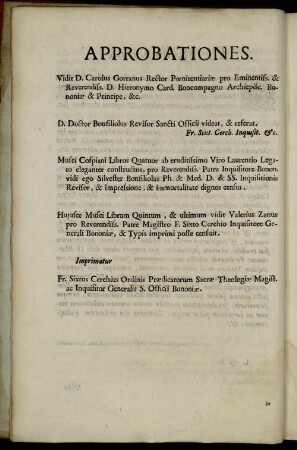 APPROBATIONES.
Vidit D. Carolus Gorranus Rector Pœnitentiariæ pro Eminentiss. &
Reverendiss. D. Hieronymo Card. Boncompagno Archiepisc. Bo-
noniæ & Principe, &c.
D. Doctor Bonfiliolus Revisor Sancti Officii videat, & referat.
Fr. Sixt. Cerch. Inquisit. &c.
Musei Cospiani Libros Quatuor ab eruditissimo Viro Laurentio Lega-
to eleganter constructos, pro Reverendiss. Patre Inquisitore Bonon.
vidi ego Silvester Bonfiliolus Ph. & Med. D. & SS. Inquisitionis
Revisor, & Impressione, & immortalitate dignos censui.
Hujusce Musei Librum Quintum, & ultimum vidit Valerius Zanus
pro Reverendiss. Patre Magistro F. Sixto Cerchio Inquisitore Ge-
nerali Bononiæ, & Typis imprimi posse censuit.
Imprimatur
Fr. Sixtus Cerchius Ordinis Prædicatorum Sacræ Theologiæ Magist.
ac Inquisitor Generalis S. Officii Bononiæ.